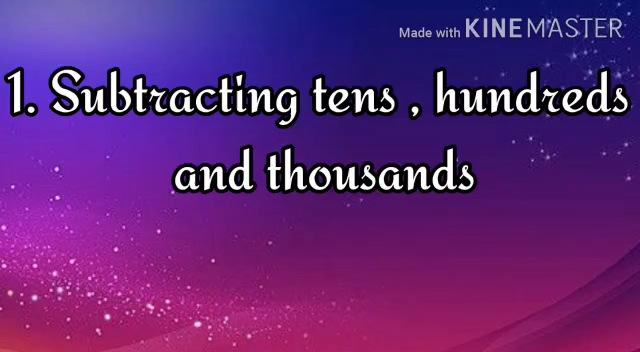 Made with KINEMASTER
1. Subtracting tens , hundreds
and thousands